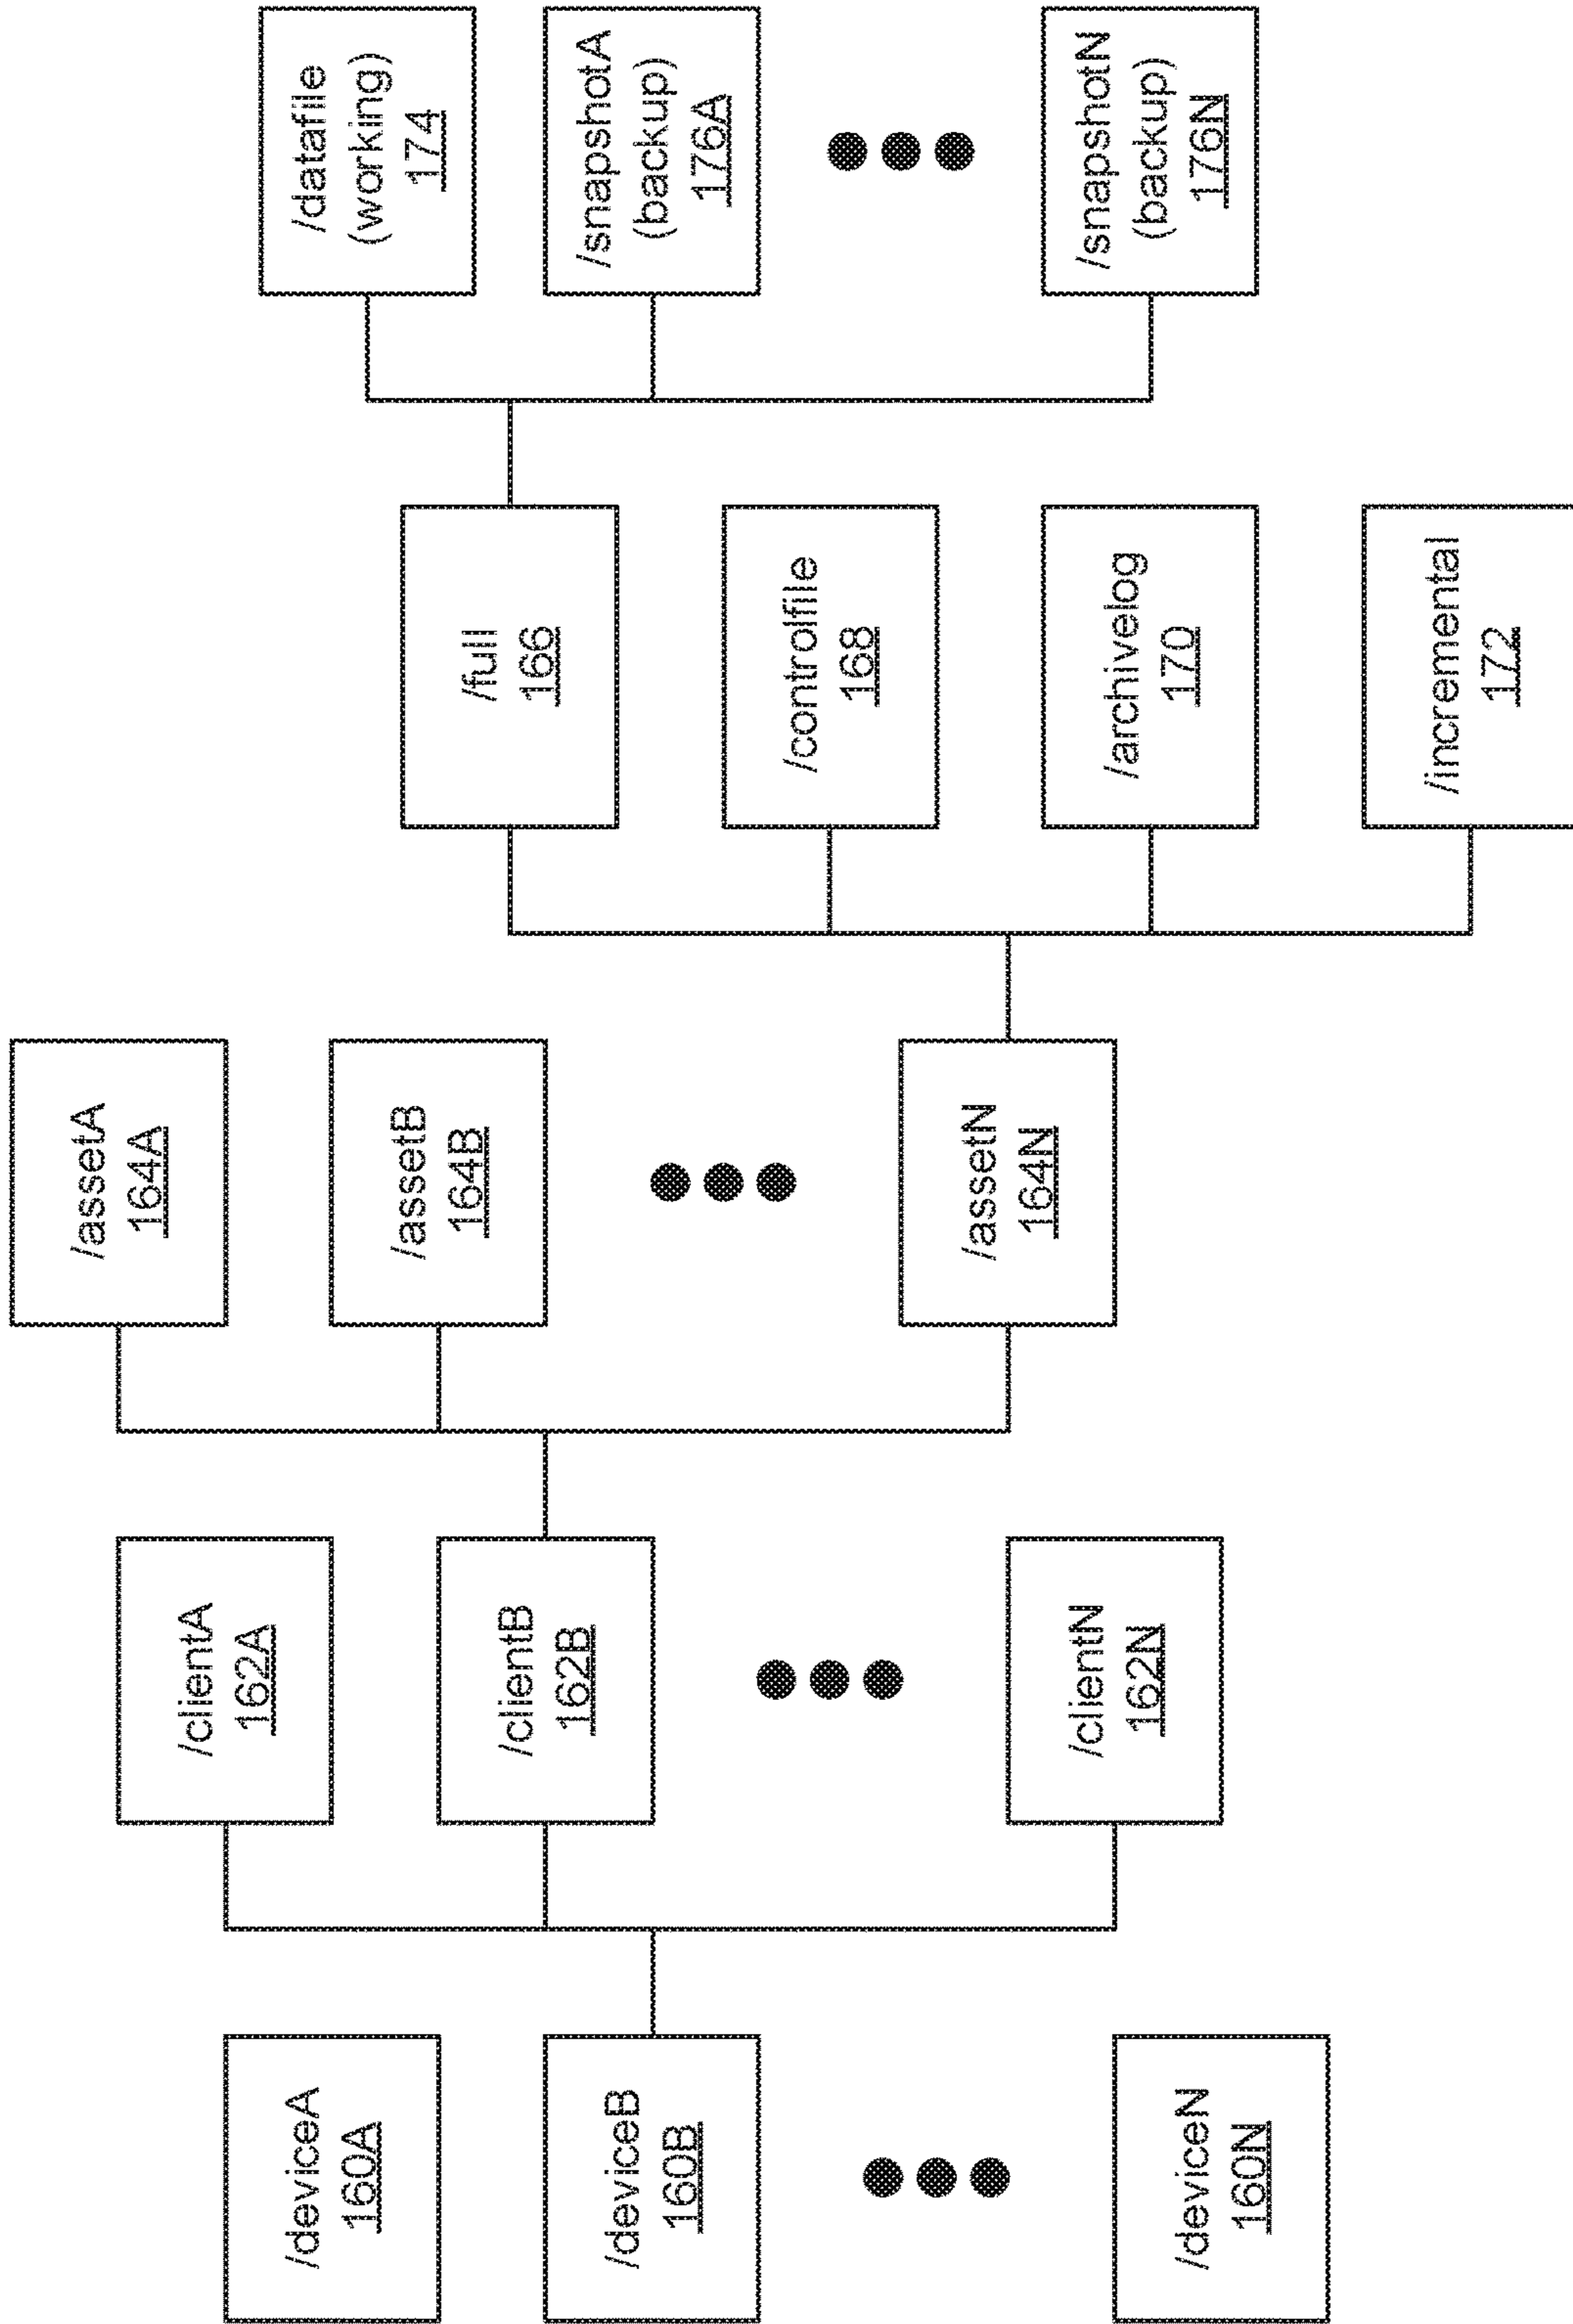 /deviceA
160A
/deviceB
160B
/deviceN
160N
/clientA
162A
/clientB
162B
/clientN
162N
/assetA
164A
/assetB
164B
/assetN
164N
/full
166
/controlfile
168
/archivelog
170
/incremental
172
/datafile
(working)
174
/snapshotA
(backup)
176A
/snapshotN
(backup)
176N